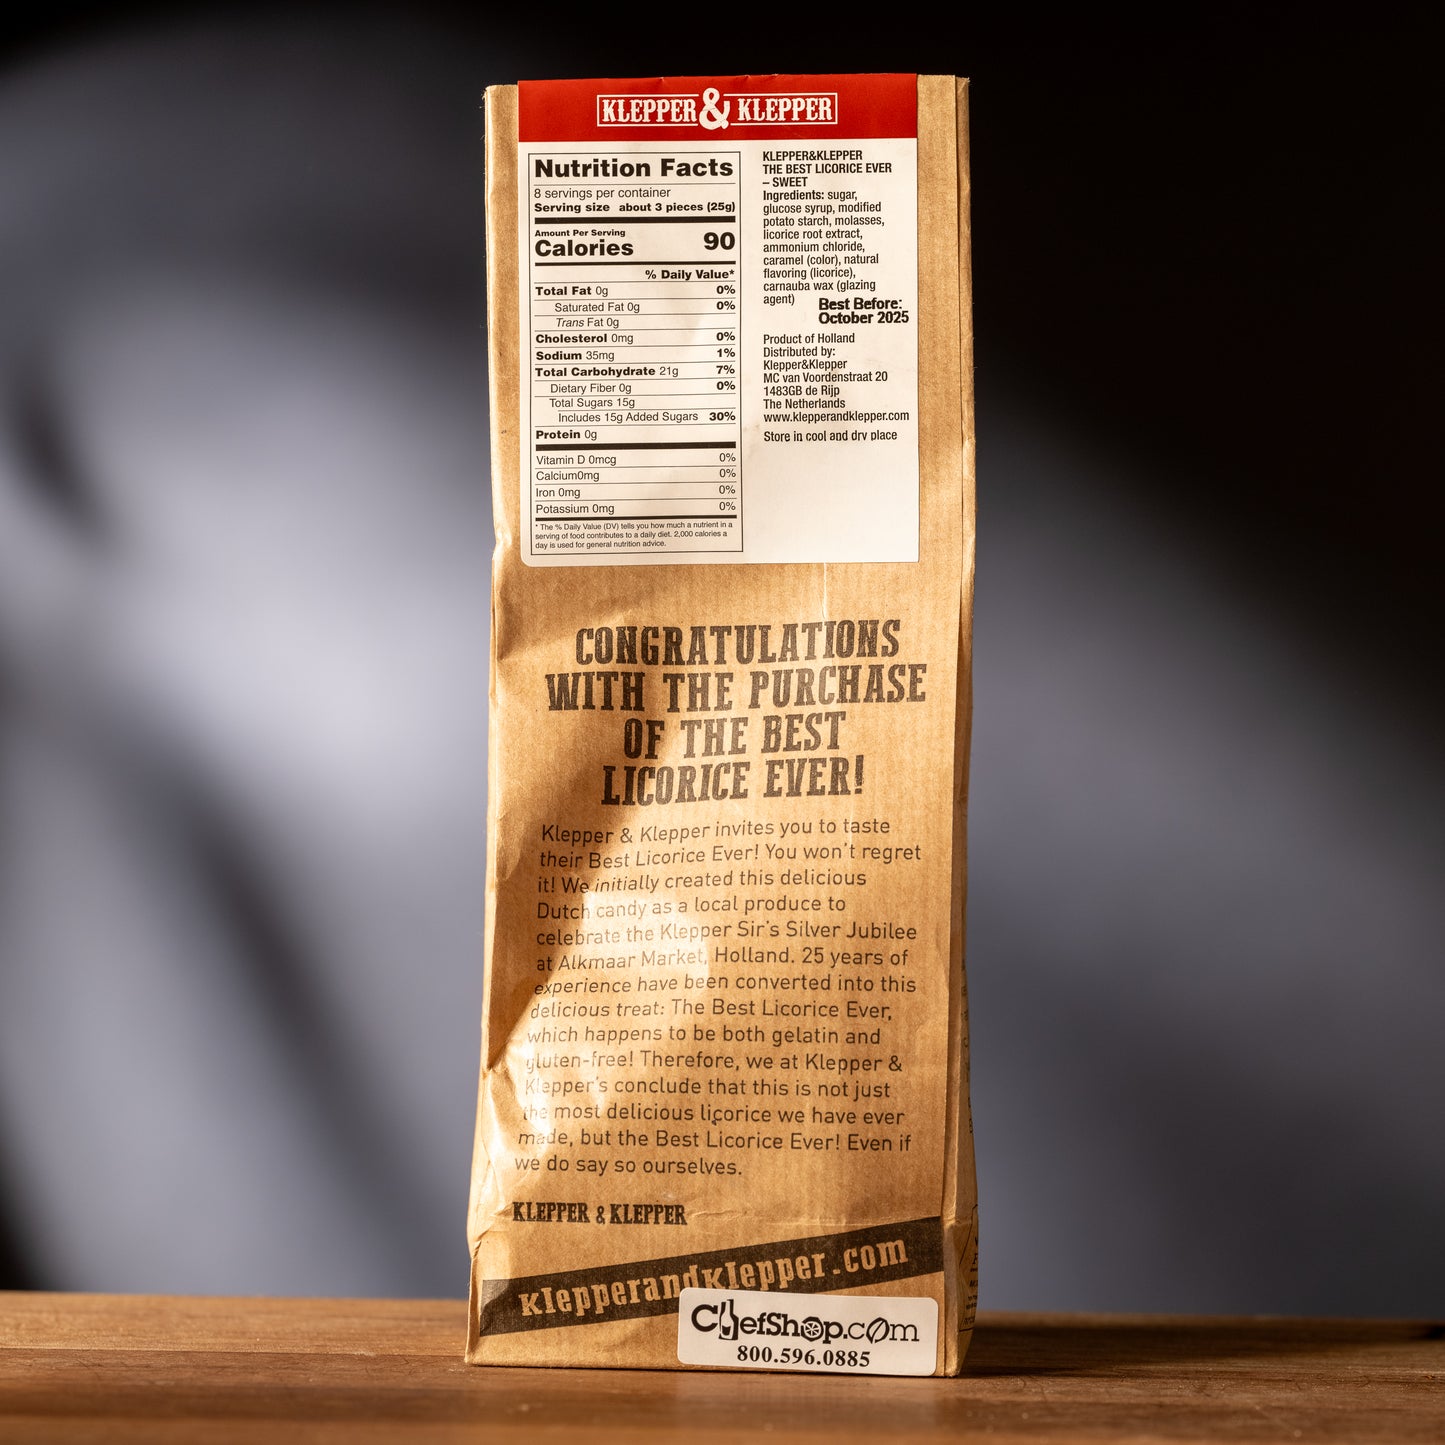 KLEPPER & KLEPPER
Nutrition Facts
8 servings per container
Serving size about 3 pieces (25g)
Amount Per Serving
Calories 90
% Daily Value*
Total Fat 0g 0%
Saturated Fat 0g 0%
Trans Fat 0g
Cholesterol 0mg 0%
Sodium 35mg 1%
Total Carbohydrate 21g 7%
Dietary Fiber 0g 0%
Total Sugars 15g
Includes 15g Added Sugars 30%
Protein 0g
Vitamin D 0mcg 0%
Calcium0mg 0%
Iron 0mg 0%
Potassium 0mg 0%
* The % Daily Value (DV) tells you how much a nutrient in a
serving of food contributes to a daily diet. 2,000 calories a
day is used for general nutrition advice.
KLEPPER&KLEPPER
THE BEST LICORICE EVER
– SWEET
Ingredients: sugar,
glucose syrup, modified
potato starch, molasses,
licorice root extract,
ammonium chloride,
caramel (color), natural
flavoring (licorice),
carnauba wax (glazing
agent)
Best Before:
October 2025
Product of Holland
Distributed by:
Klepper&Klepper
MC van Voordenstraat 20
1483GB de Rijp
The Netherlands
www.klepperandklepper.com
Store in cool and dry place
CONGRATULATIONS
WITH THE PURCHASE
OF THE BEST
LICORICE EVER!
Klepper & Klepper invites you to taste
their Best Licorice Ever! You won't regret
it! We initially created this delicious
Dutch candy as a local produce to
celebrate the Klepper Sir's Silver Jubilee
at Alkmaar Market, Holland. 25 years of
experience have been converted into this
delicious treat: The Best Licorice Ever,
which happens to be both gelatin and
gluten-free! Therefore, we at Klepper &
Klepper's conclude that this is not just
the most delicious licorice we have ever
made, but the Best Licorice Ever! Even if
we do say so ourselves.
KLEPPER & KLEPPER
klepperandklepper.com
ChefShop.com
800.596.0885